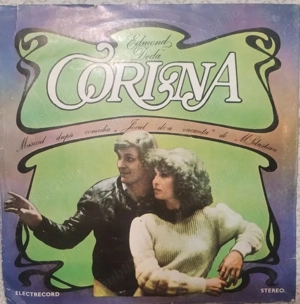 Edmond
Deda
CORINA
Musical după comedia „Jocul de-a vacanța" de M. Sebastian
ELECTRECORD
STEREO.